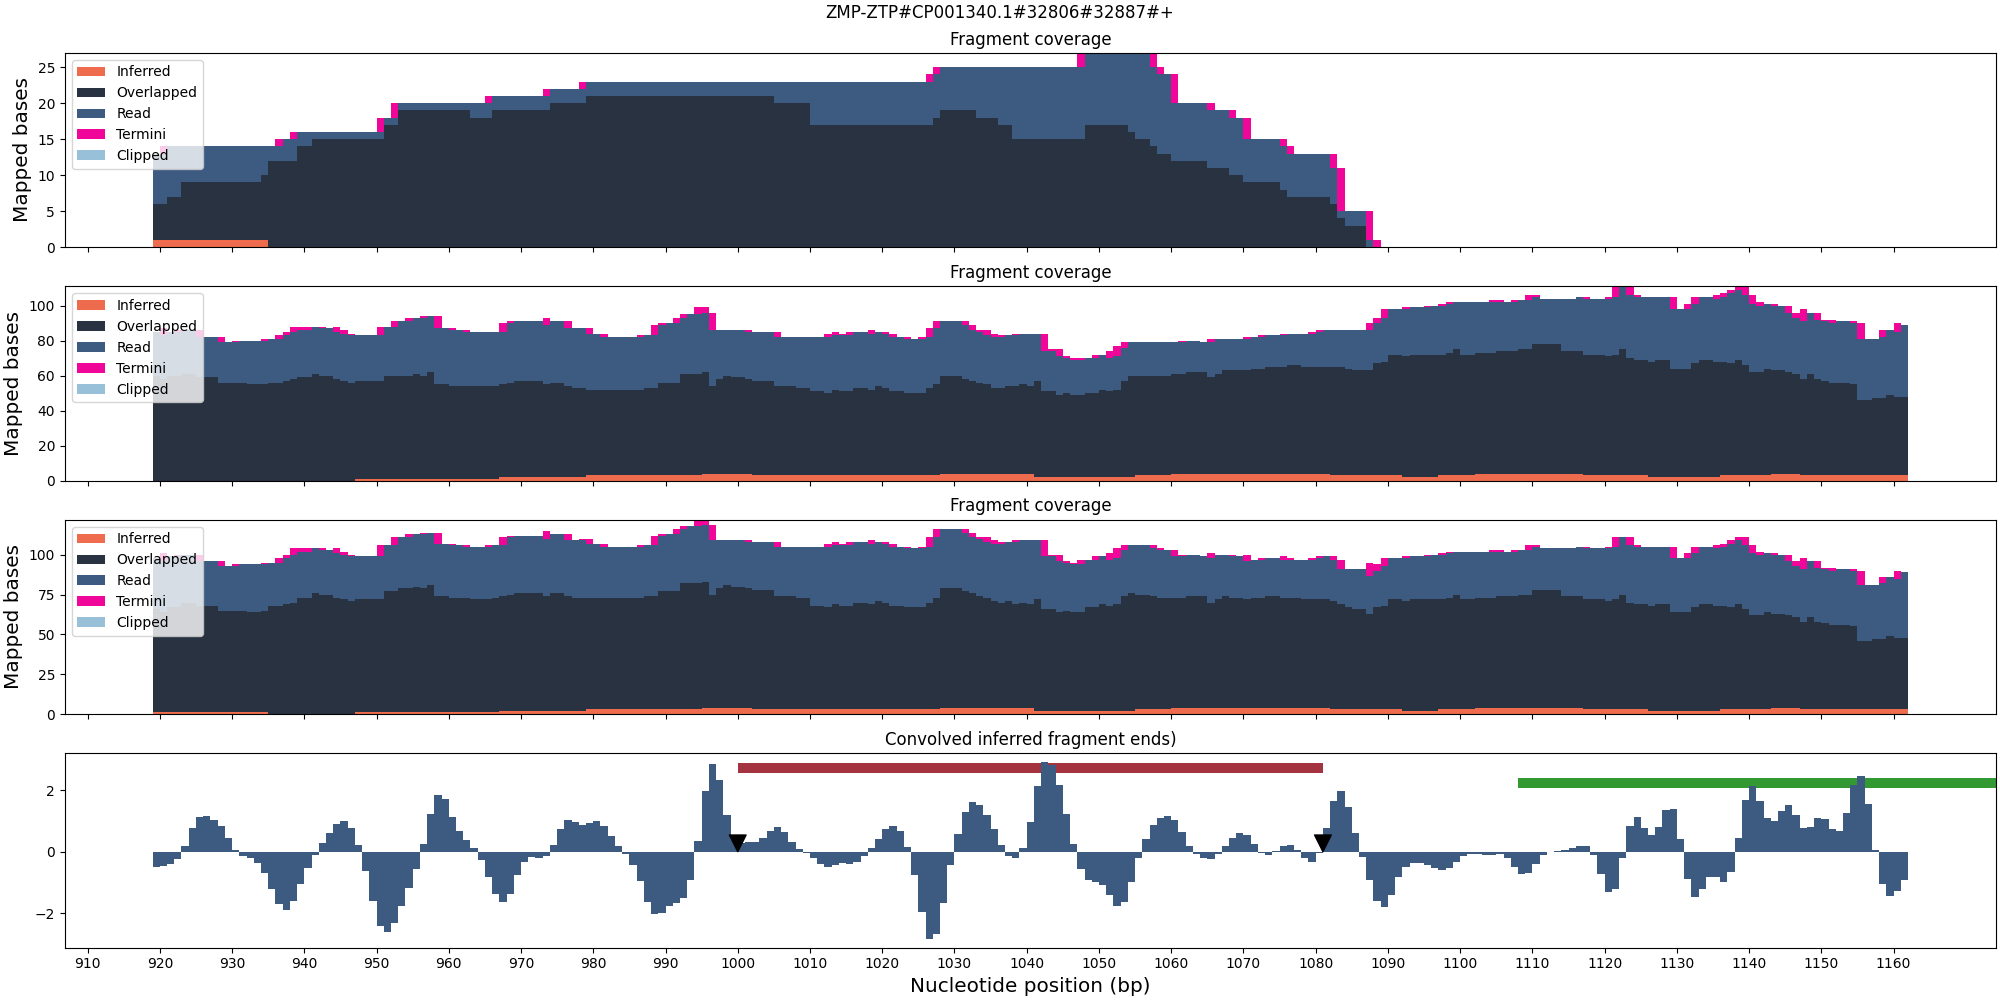 ZMP-ZTP#CP001340.1#32806#32887#+
Fragment coverage
Mapped bases
25
20
15
10
5
0
Inferred
Overlapped
Read
Termini
Clipped
Fragment coverage
Mapped bases
100
80
60
40
20
0
Inferred
Overlapped
Read
Termini
Clipped
Fragment coverage
Mapped bases
100
75
50
25
0
Inferred
Overlapped
Read
Termini
Clipped
Convolved inferred fragment ends)
2
0
−2
910 920 930 940 950 960 970 980 990 1000 1010 1020 1030 1040 1050 1060 1070 1080 1090 1100 1110 1120 1130 1140 1150 1160
Nucleotide position (bp)